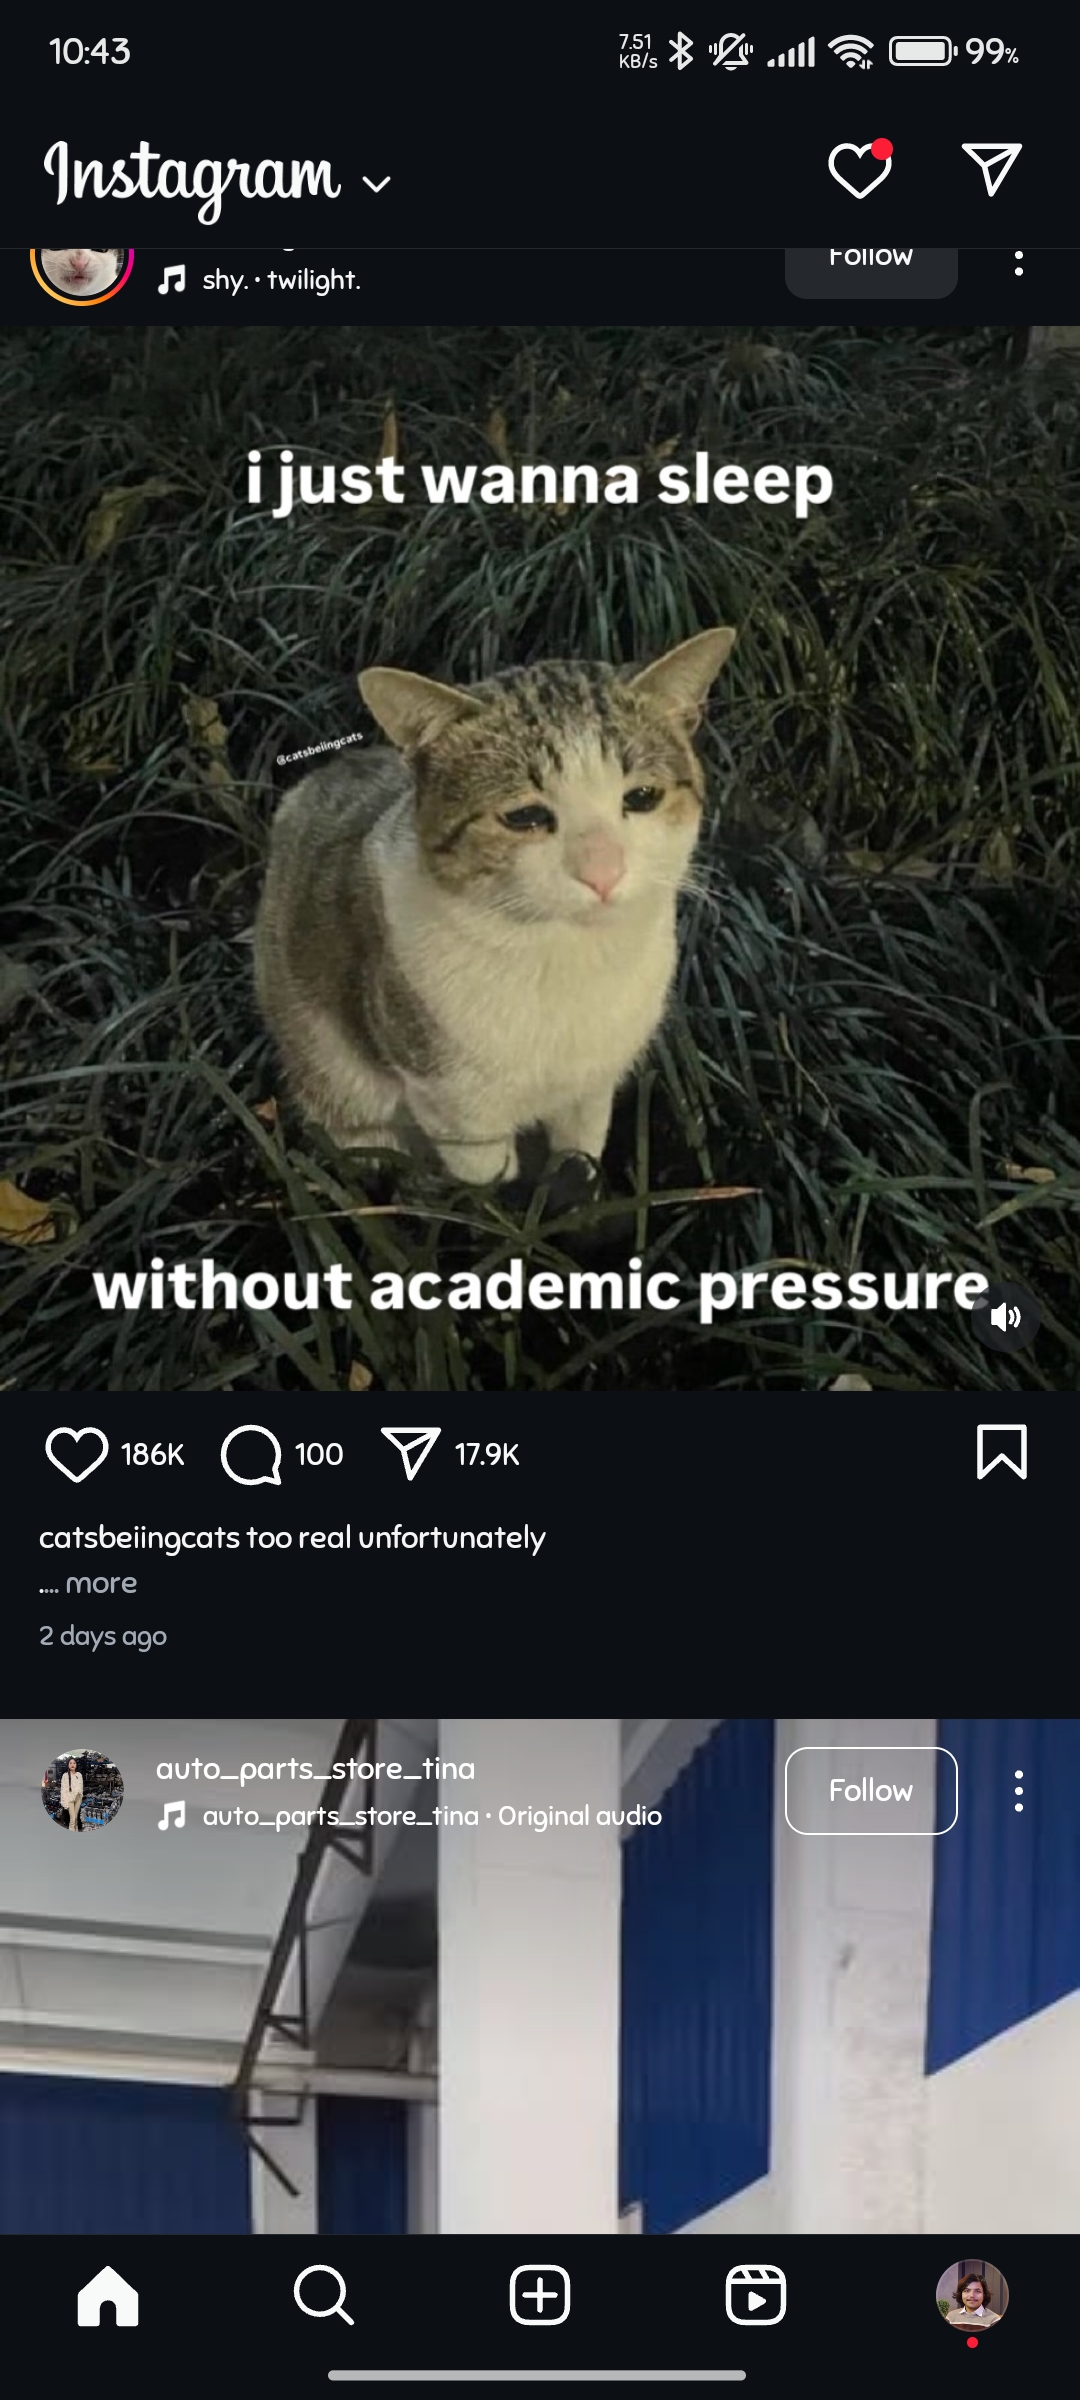 10:43
7.51
KB/s
99%
Instagram
shy. • twilight.
Follow
i just wanna sleep
@catsbeiingcats
without academic pressure
186K
100
17.9K
catsbeiingcats too real unfortunately
.... more
2 days ago
auto_parts_store_tina
Follow
auto_parts_store_tina • Original audio